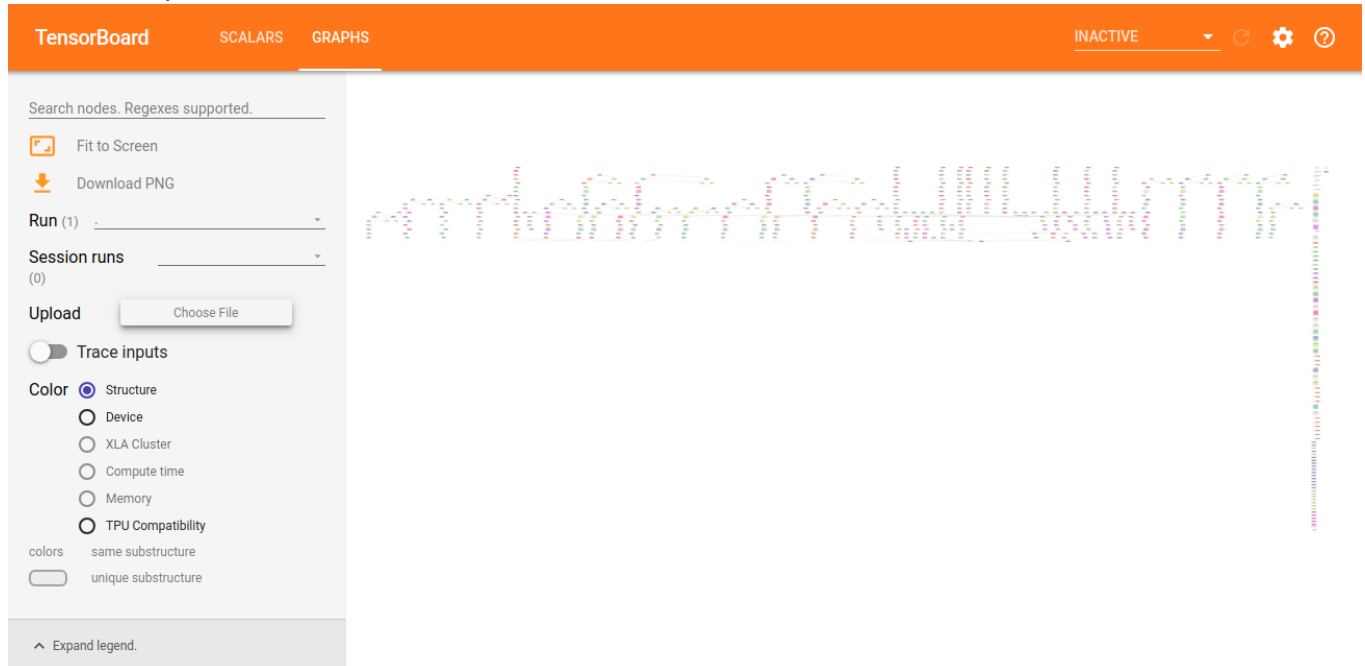 TensorBoard SCALARS GRAPHS INACTIVE
Search nodes. Regexes supported.
Fit to Screen
Download PNG
Run (1) .
Session runs
(0)
Upload Choose File
Trace inputs
Color Structure
Device
XLA Cluster
Compute time
Memory
TPU Compatibility
colors same substructure
unique substructure
Expand legend.